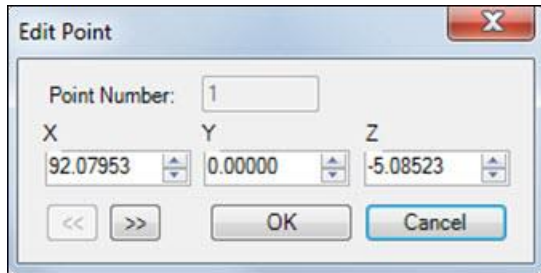 Edit Point
Point Number: 1
X Y Z
92.07953 0.00000 -5.08523
<< >> OK Cancel